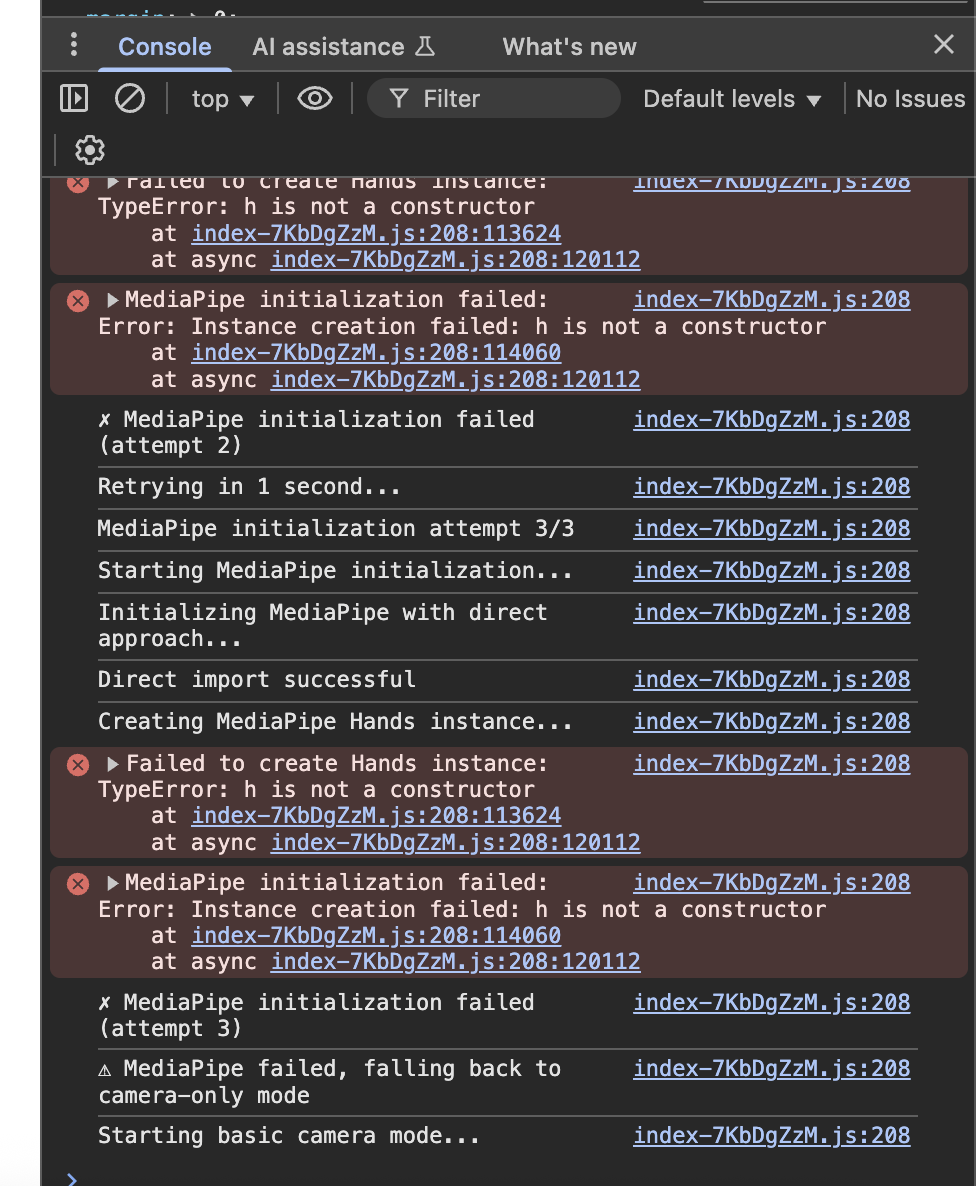 Console AI assistance What's new
top Filter Default levels No Issues
Failed to create Hands instance: index-7KbDgZzM.js:208
TypeError: h is not a constructor
at index-7KbDgZzM.js:208:113624
at async index-7KbDgZzM.js:208:120112
MediaPipe initialization failed: index-7KbDgZzM.js:208
Error: Instance creation failed: h is not a constructor
at index-7KbDgZzM.js:208:114060
at async index-7KbDgZzM.js:208:120112
✗ MediaPipe initialization failed index-7KbDgZzM.js:208
(attempt 2)
Retrying in 1 second... index-7KbDgZzM.js:208
MediaPipe initialization attempt 3/3 index-7KbDgZzM.js:208
Starting MediaPipe initialization... index-7KbDgZzM.js:208
Initializing MediaPipe with direct index-7KbDgZzM.js:208
approach...
Direct import successful index-7KbDgZzM.js:208
Creating MediaPipe Hands instance... index-7KbDgZzM.js:208
Failed to create Hands instance: index-7KbDgZzM.js:208
TypeError: h is not a constructor
at index-7KbDgZzM.js:208:113624
at async index-7KbDgZzM.js:208:120112
MediaPipe initialization failed: index-7KbDgZzM.js:208
Error: Instance creation failed: h is not a constructor
at index-7KbDgZzM.js:208:114060
at async index-7KbDgZzM.js:208:120112
✗ MediaPipe initialization failed index-7KbDgZzM.js:208
(attempt 3)
⚠ MediaPipe failed, falling back to index-7KbDgZzM.js:208
camera-only mode
Starting basic camera mode... index-7KbDgZzM.js:208